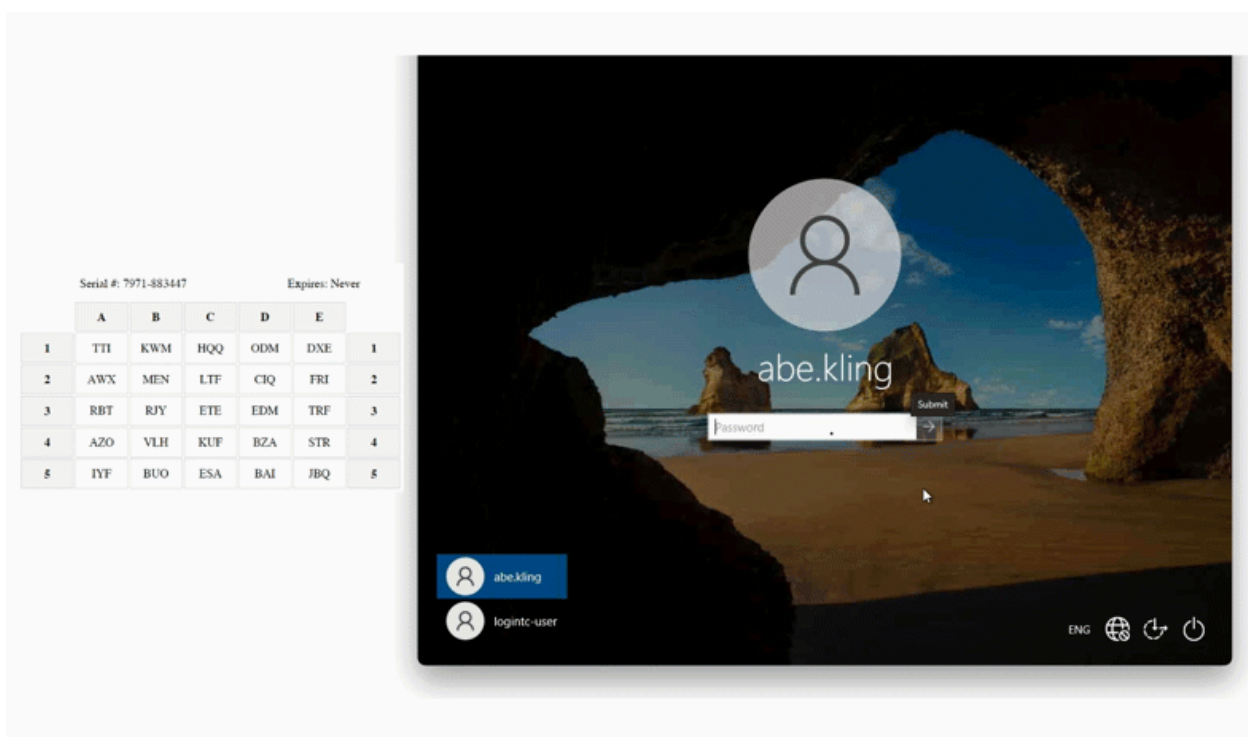 Serial #: 7971-883447 Expires: Never
A B C D E
1 TTI KWM HQQ ODM DXE 1
2 AWX MEN LTF CIQ FRI 2
3 RBT RJY ETE EDM TRF 3
4 AZO VLH KUF BZA STR 4
5 IYF BUO ESA BAI JBQ 5
abe.kling
Submit
Password
abe.kling
logintc-user
ENG